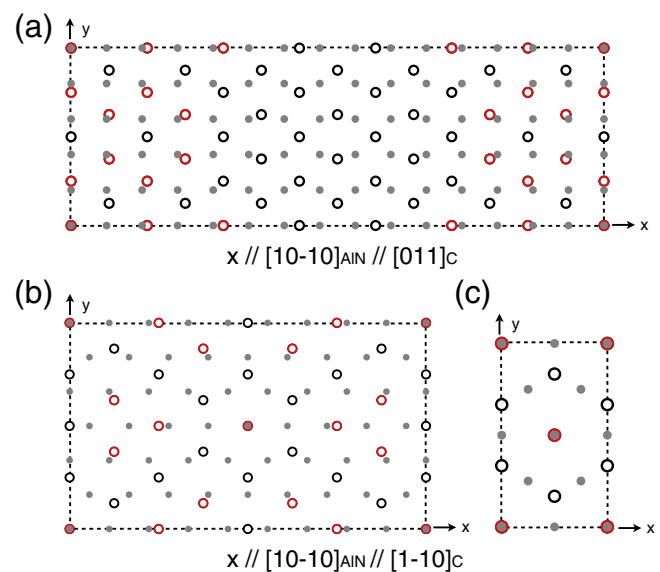 (a)
y
x
x // [10-10]AlN // [011]C
(b)
y
(c)
y
x
x
x // [10-10]AlN // [1-10]C